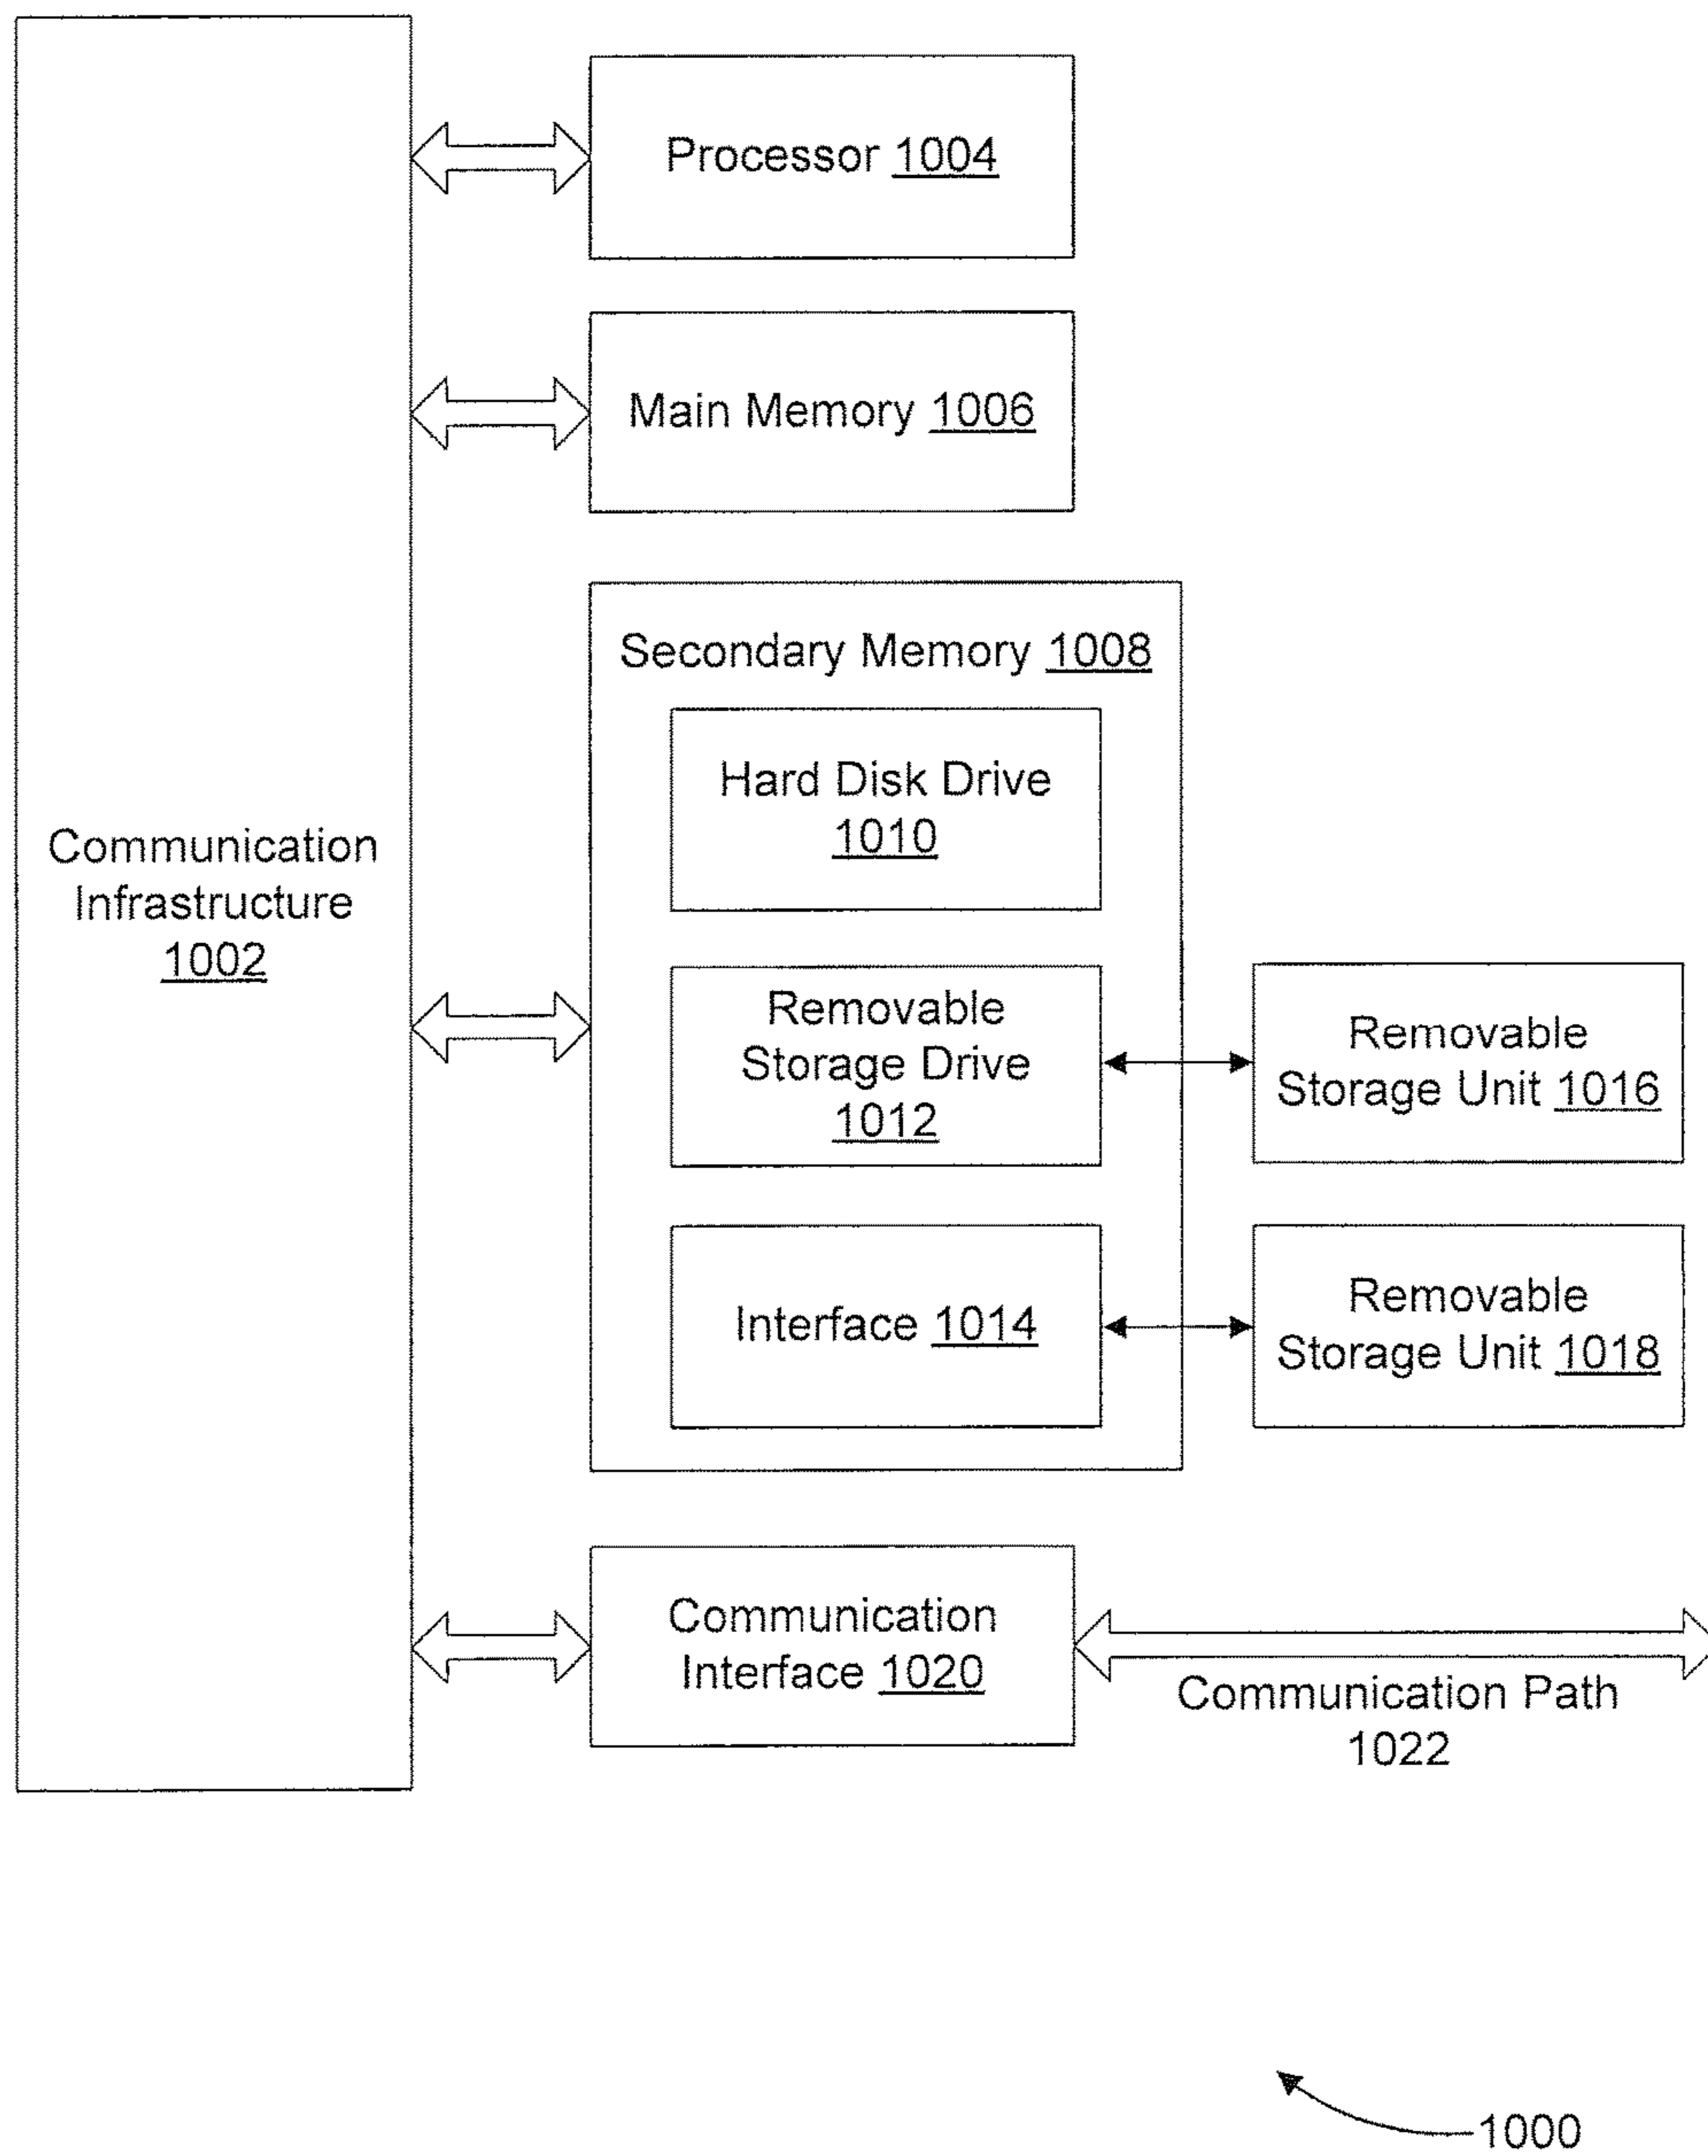 Processor 1004
Main Memory 1006
Secondary Memory 1008
Hard Disk Drive
1010
Communication
Infrastructure
1002
Removable
Storage Drive
1012
Removable
Storage Unit 1016
Interface 1014
Removable
Storage Unit 1018
Communication
Interface 1020
Communication Path
1022
1000